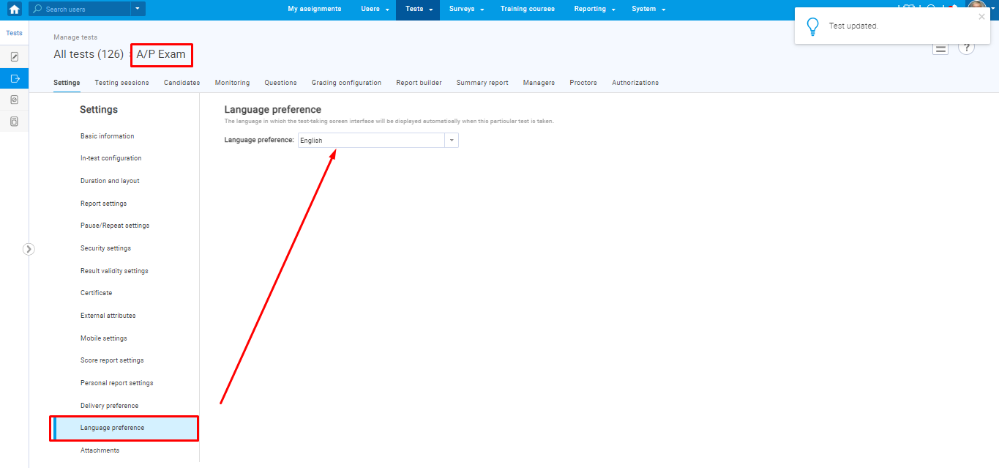 Search users
My assignments
Users
Tests
Surveys
Training courses
Reporting
System
Test updated.
Tests
Manage tests
All tests (126)
A/P Exam
?
Settings
Testing sessions
Candidates
Monitoring
Questions
Grading configuration
Report builder
Summary report
Managers
Proctors
Authorizations
Settings
Basic information
In-test configuration
Duration and layout
Report settings
Pause/Repeat settings
Security settings
Result validity settings
Certificate
External attributes
Mobile settings
Score report settings
Personal report settings
Delivery preference
Language preference
Attachments
Language preference
The language in which the test-taking screen interface will be displayed automatically when this particular test is taken.
Language preference: English